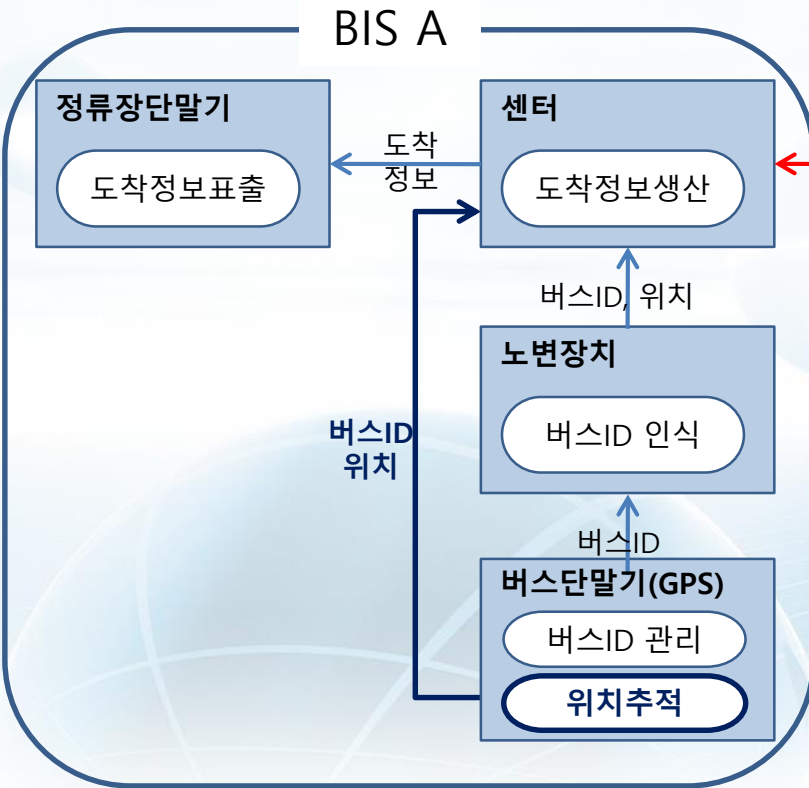 BIS A
정류장단말기
도착정보표출
도착
정보
센터
도착정보생산
버스ID, 위치
노변장치
버스ID 인식
버스ID
위치
버스ID
버스단말기(GPS)
버스ID 관리
위치추적